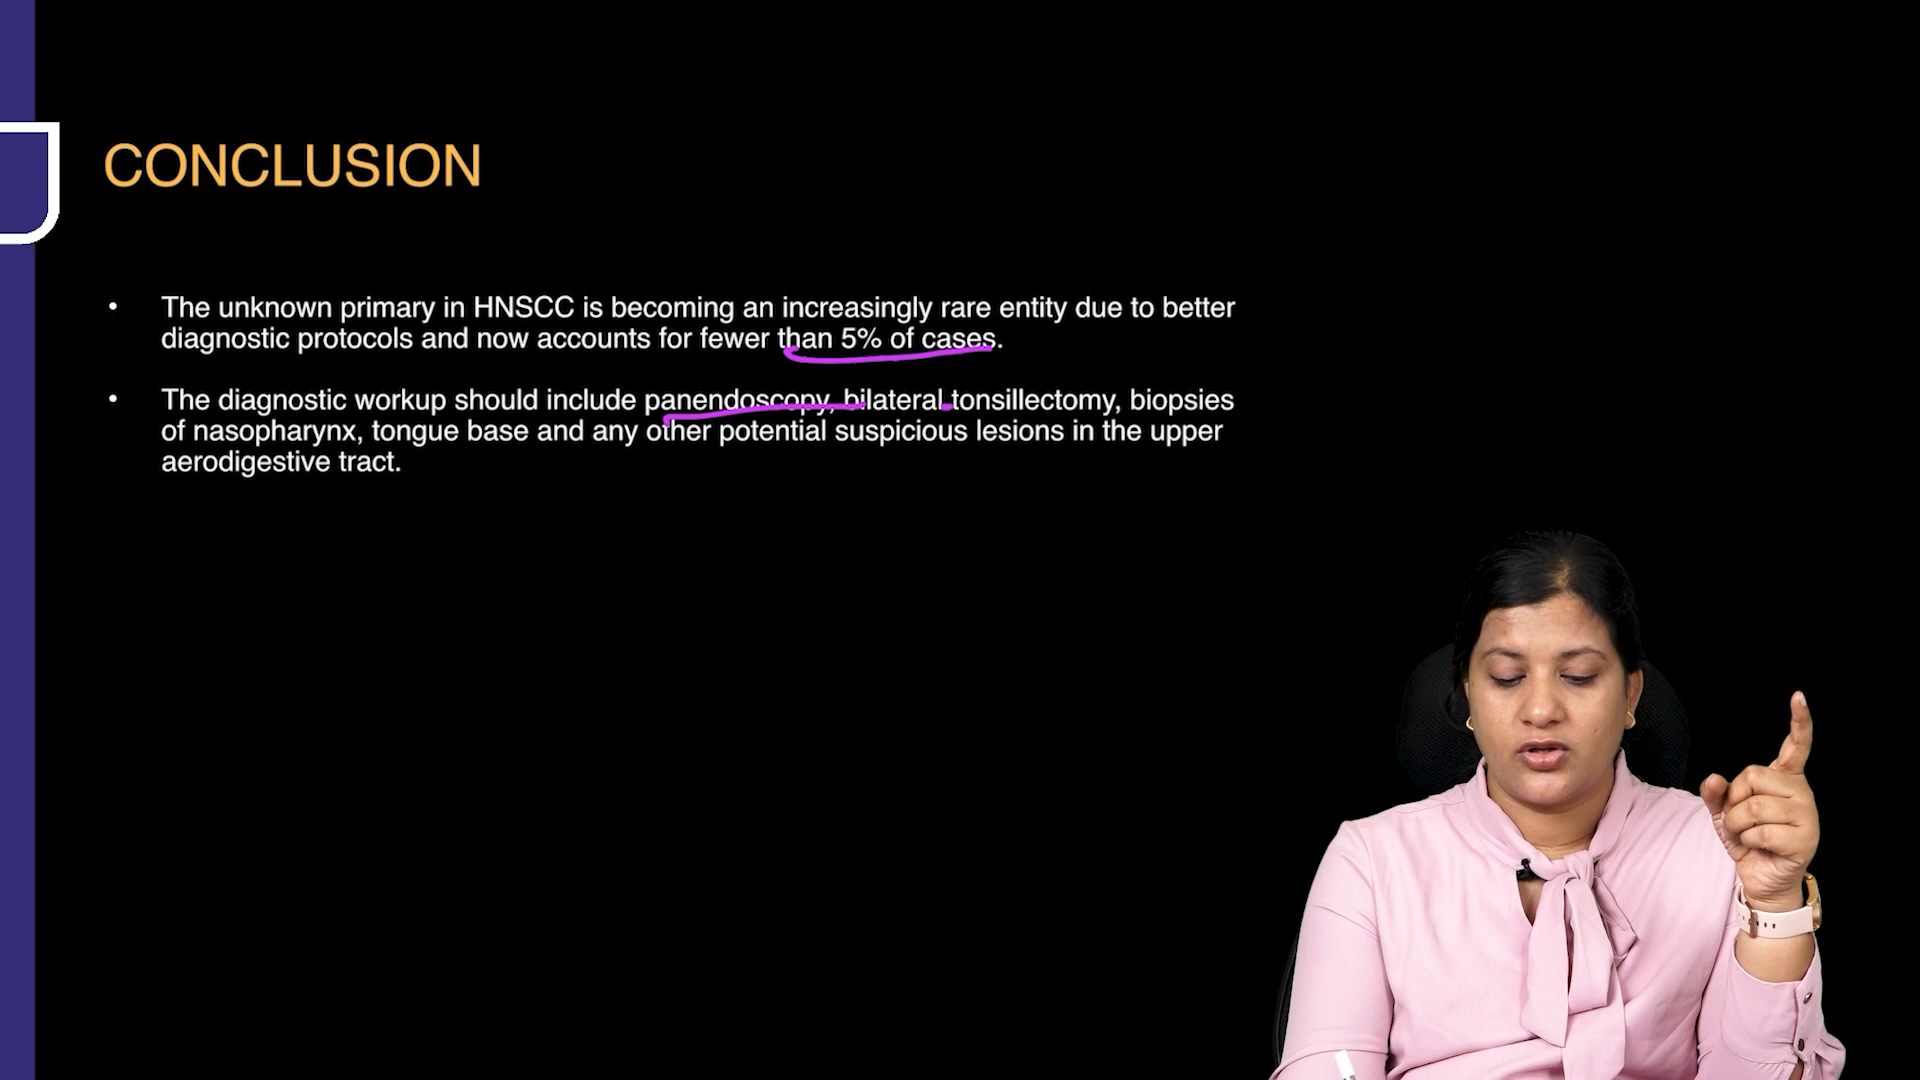 CONCLUSION
• The unknown primary in HNSCC is becoming an increasingly rare entity due to better
diagnostic protocols and now accounts for fewer than 5% of cases.
• The diagnostic workup should include panendoscopy, bilateral tonsillectomy, biopsies
of nasopharynx, tongue base and any other potential suspicious lesions in the upper
aerodigestive tract.